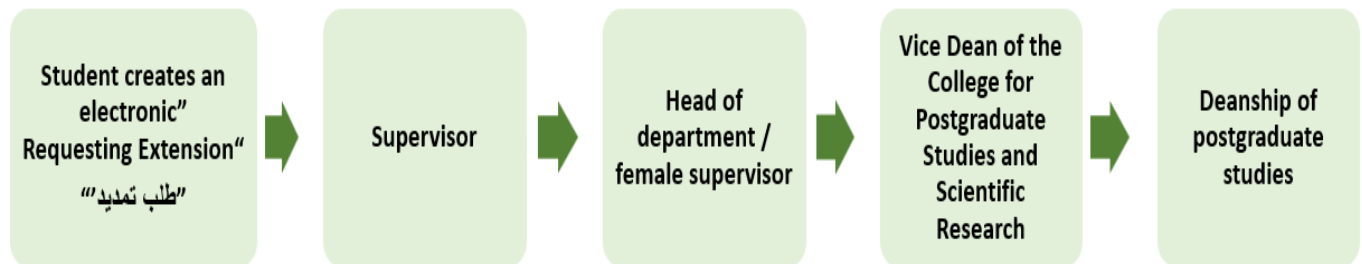 Student creates an
electronic”
Requesting Extension“
“‘طلب تمديد”
Supervisor
Head of
department /
female supervisor
Vice Dean of the
College for
Postgraduate
Studies and
Scientific
Research
Deanship of
postgraduate
studies